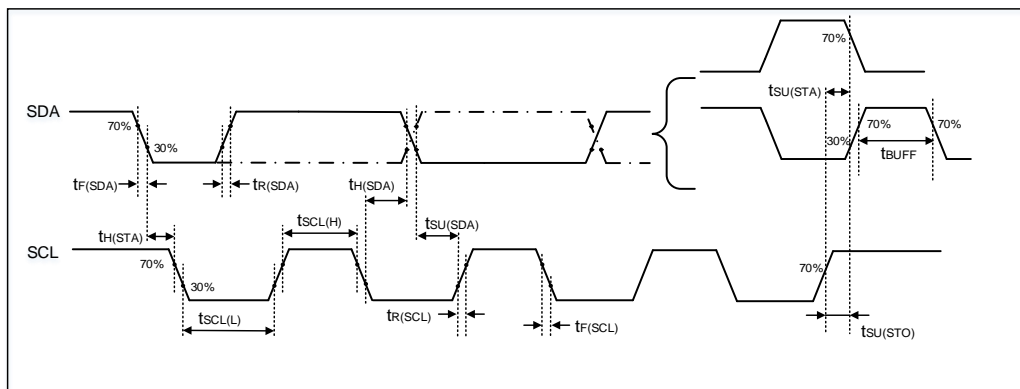 70%
tSU(STA)
SDA
70%
30%
30%
70%
70%
tBUFF
tF(SDA)
tR(SDA)
tH(SDA)
tSCL(H)
tSU(SDA)
tH(STA)
SCL
70%
30%
70%
tSCL(L)
tR(SCL)
tF(SCL)
tSU(STO)